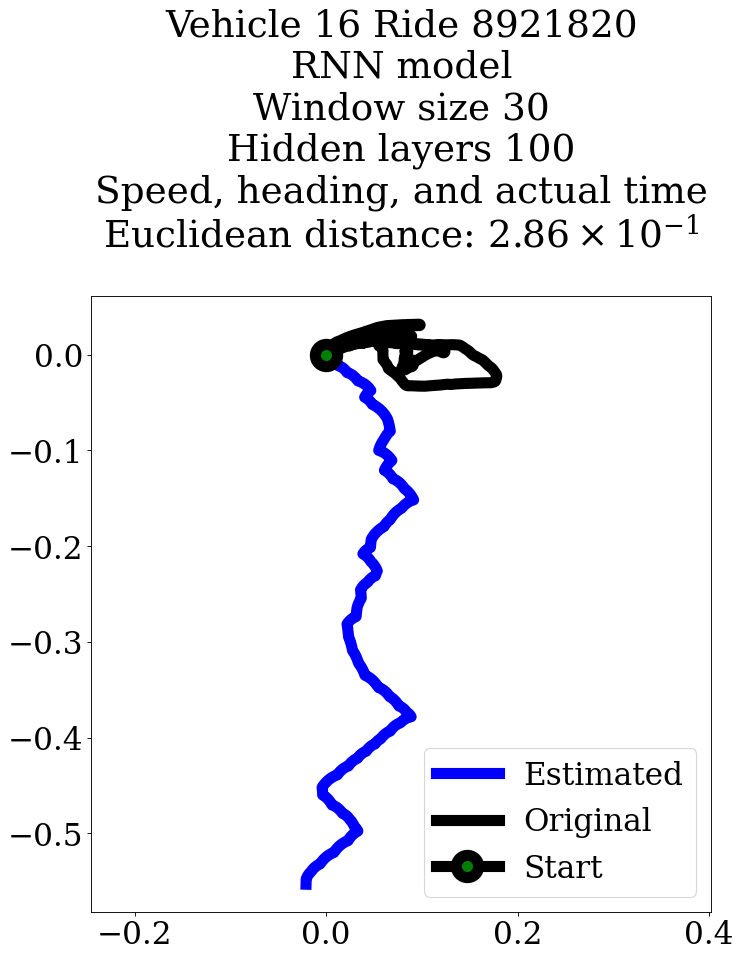 Vehicle 16 Ride 8921820
RNN model
Window size 30
Hidden layers 100
Speed, heading, and actual time
Euclidean distance: 2.86 × 10⁻¹
0.0
−0.1
−0.2
−0.3
−0.4
−0.5
Estimated
Original
Start
−0.2 0.0 0.2 0.4